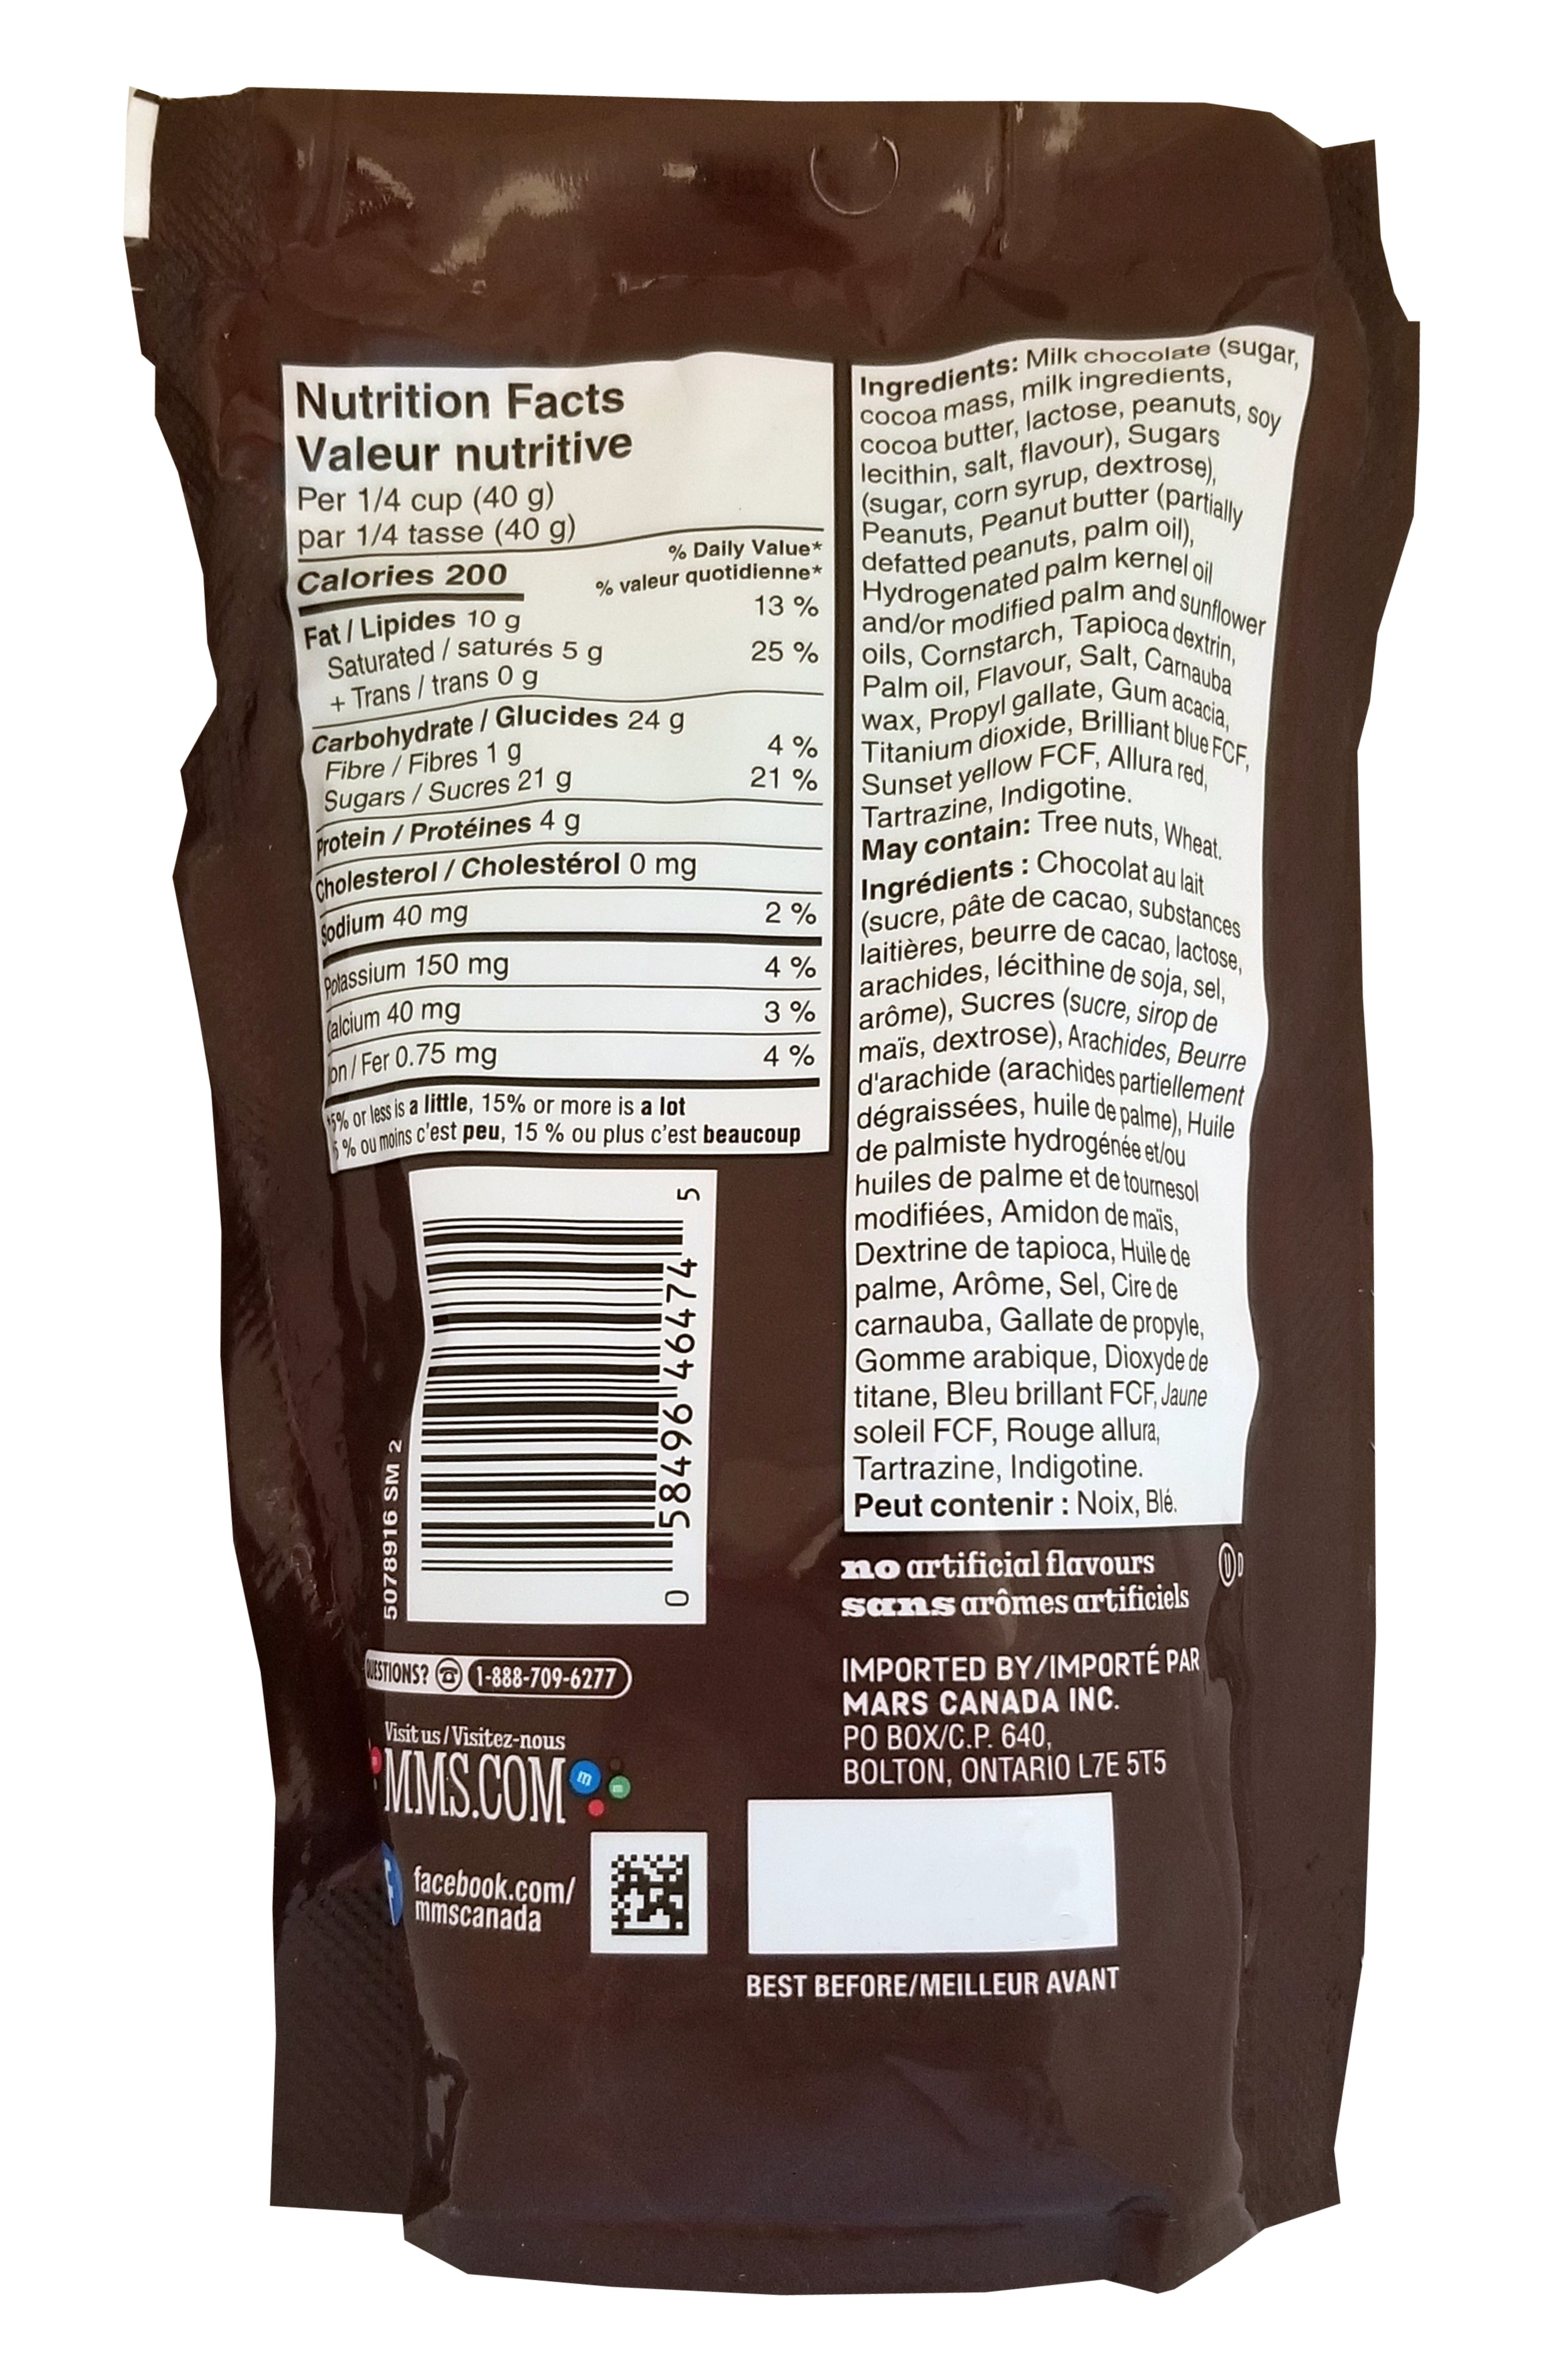 Nutrition Facts
Valeur nutritive
Per 1/4 cup (40 g)
par 1/4 tasse (40 g)
% Daily Value*
% valeur quotidienne*
Calories 200
Fat / Lipides 10 g 13 %
Saturated / saturés 5 g 25 %
+ Trans / trans 0 g
Carbohydrate / Glucides 24 g
Fibre / Fibres 1 g 4 %
Sugars / Sucres 21 g 21 %
Protein / Protéines 4 g
Cholesterol / Cholestérol 0 mg
Sodium 40 mg 2 %
Potassium 150 mg 4 %
Calcium 40 mg 3 %
on / Fer 0.75 mg 4 %
*5% or less is a little, 15% or more is a lot
5 % ou moins c'est peu, 15 % ou plus c'est beaucoup
Ingredients: Milk chocolate (sugar,
cocoa mass, milk ingredients,
cocoa butter, lactose, peanuts, soy
lecithin, salt, flavour), Sugars
(sugar, corn syrup, dextrose),
Peanuts, Peanut butter (partially
defatted peanuts, palm oil),
Hydrogenated palm kernel oil
and/or modified palm and sunflower
oils, Cornstarch, Tapioca dextrin,
Palm oil, Flavour, Salt, Carnauba
wax, Propyl gallate, Gum acacia,
Titanium dioxide, Brilliant blue FCF,
Sunset yellow FCF, Allura red,
Tartrazine, Indigotine.
May contain: Tree nuts, Wheat.
Ingrédients : Chocolat au lait
(sucre, pâte de cacao, substances
laitières, beurre de cacao, lactose,
arachides, lécithine de soja, sel,
arôme), Sucres (sucre, sirop de
maïs, dextrose), Arachides, Beurre
d'arachide (arachides partiellement
dégraissées, huile de palme), Huile
de palmiste hydrogénée et/ou
huiles de palme et de tournesol
modifiées, Amidon de maïs,
Dextrine de tapioca, Huile de
palme, Arôme, Sel, Cire de
carnauba, Gallate de propyle,
Gomme arabique, Dioxyde de
titane, Bleu brillant FCF, Jaune
soleil FCF, Rouge allura,
Tartrazine, Indigotine.
Peut contenir : Noix, Blé.
0 58496 46474 5
5078916 SM 2
no artificial flavours
sans arômes artificiels
U D
IMPORTED BY/IMPORTÉ PAR
MARS CANADA INC.
PO BOX/C.P. 640,
BOLTON, ONTARIO L7E 5T5
QUESTIONS? 1-888-709-6277
Visit us / Visitez-nous
MMS.COM
m
m
f
facebook.com/
mmscanada
BEST BEFORE/MEILLEUR AVANT